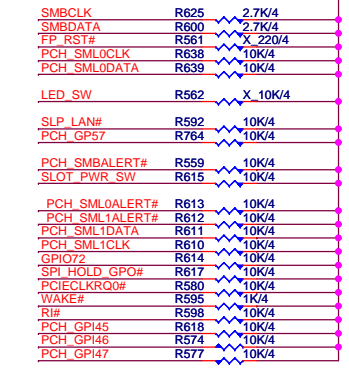 SMBCLK R625 2.7K/4
SMBDATA R600 2.7K/4
FP_RST# R561 X_220/4
PCH_SML0CLK R638 10K/4
PCH_SML0DATA R639 10K/4
LED_SW R562 X_10K/4
SLP_LAN# R592 10K/4
PCH_GP57 R764 10K/4
PCH_SMBALERT# R559 10K/4
SLOT_PWR_SW R615 10K/4
PCH_SML0ALERT# R613 10K/4
PCH_SML1ALERT# R612 10K/4
PCH_SML1DATA R611 10K/4
PCH_SML1CLK R610 10K/4
GPIO72 R614 10K/4
SPI_HOLD_GPO# R617 10K/4
PCIECLKRQ0# R580 10K/4
WAKE# R595 1K/4
RI# R598 10K/4
PCH_GPI45 R618 10K/4
PCH_GPI46 R574 10K/4
PCH_GPI47 R577 10K/4